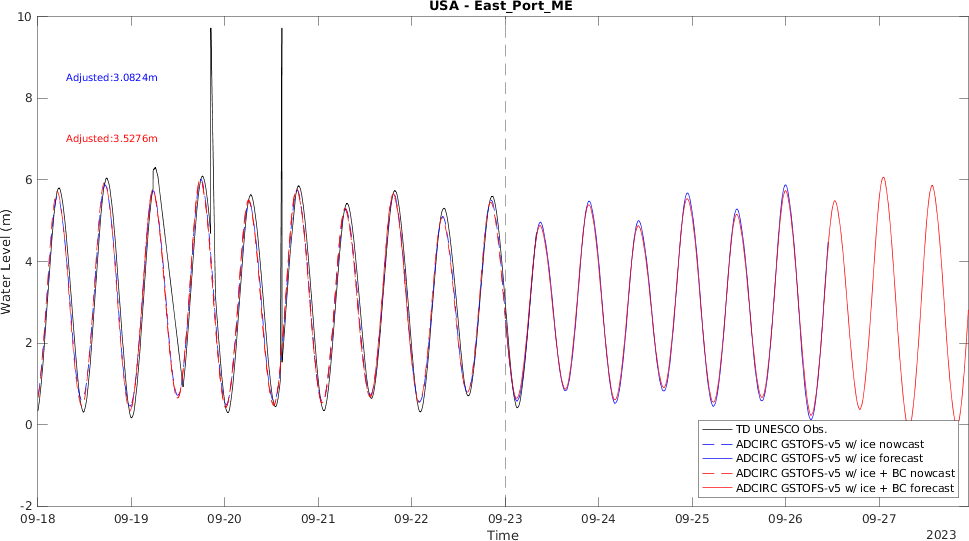 USA - East_Port_ME
10
8
6
4
2
0
-2
Water Level (m)
Adjusted:3.0824m
Adjusted:3.5276m
TD UNESCO Obs.
ADCIRC GSTOFS-v5 w/ ice nowcast
ADCIRC GSTOFS-v5 w/ ice forecast
ADCIRC GSTOFS-v5 w/ ice + BC nowcast
ADCIRC GSTOFS-v5 w/ ice + BC forecast
09-18 09-19 09-20 09-21 09-22 09-23 09-24 09-25 09-26 09-27
Time
2023